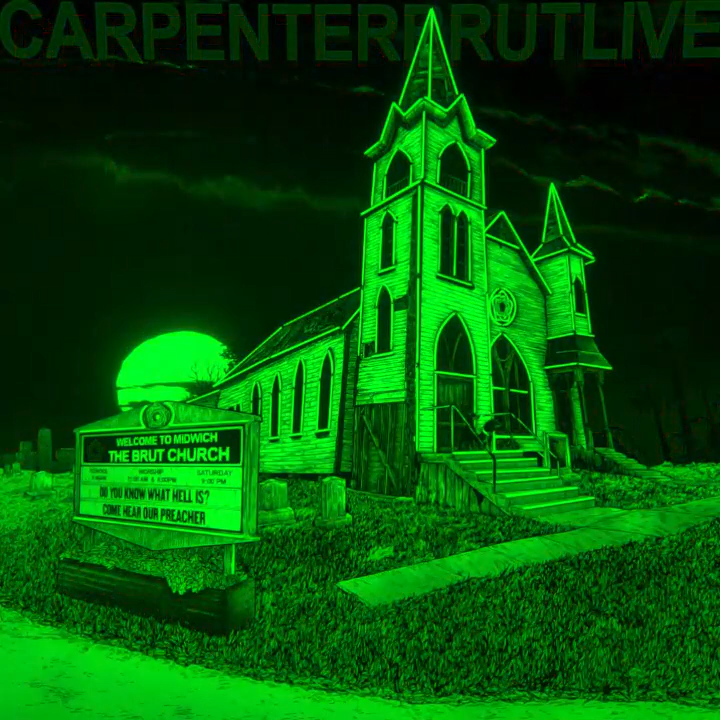 CARPENTERBRUTLIVE
WELCOME TO MIDWICH
THE BRUT CHURCH
WORSHIP SATURDAY
9:00 PM
DO YOU KNOW WHAT HELL IS?
COME HEAR OUR PREACHER